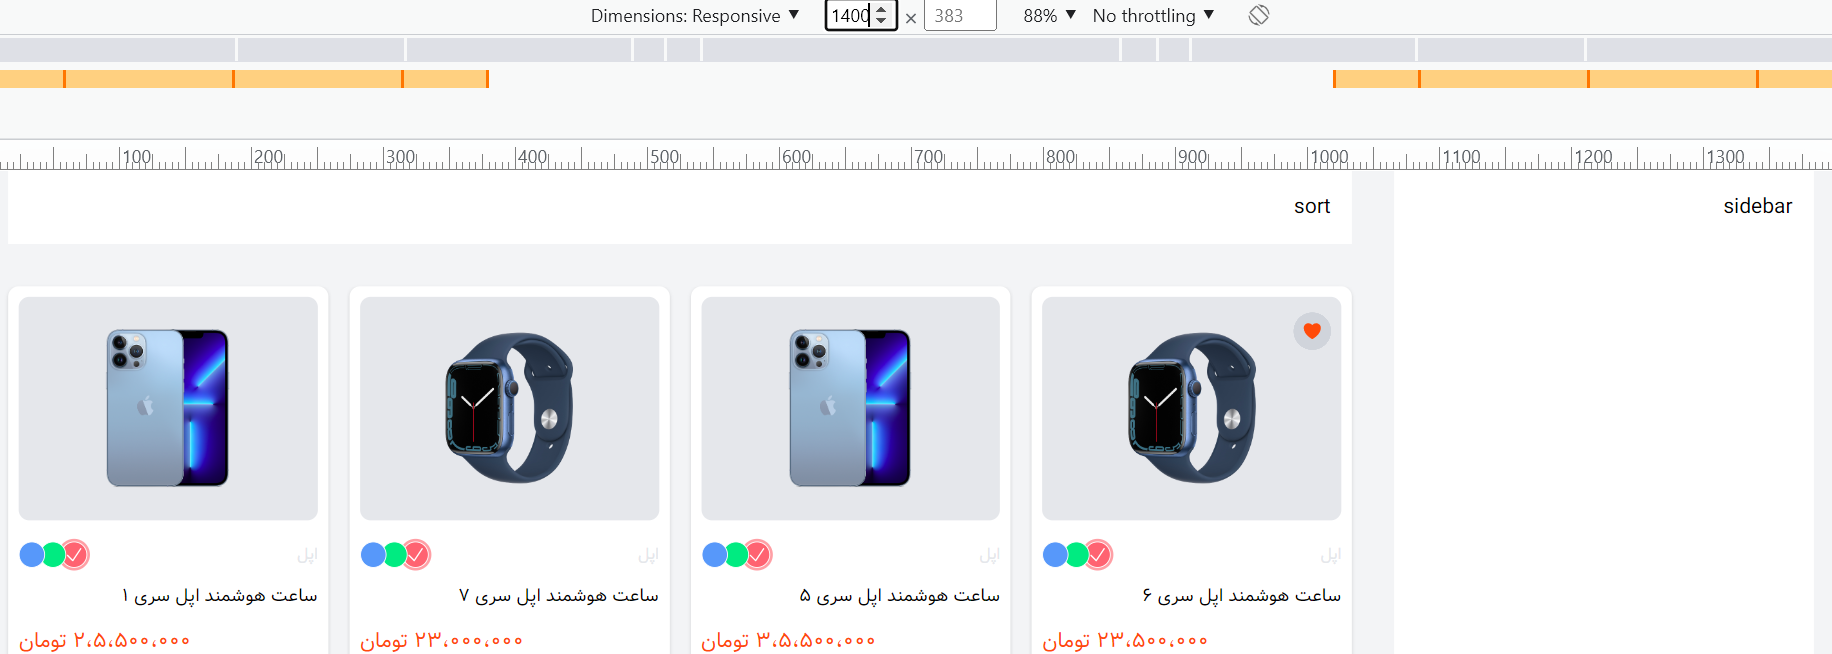 Dimensions: Responsive ▼ 1400 × 383 88% ▼ No throttling ▼
100 200 300 400 500 600 700 800 900 1000 1100 1200 1300
sidebar
sort
اپل
ساعت هوشمند اپل سری ۶
۲۳،۵۰۰،۰۰۰ تومان
اپل
ساعت هوشمند اپل سری ۵
۳،۵،۵۰۰،۰۰۰ تومان
اپل
ساعت هوشمند اپل سری ۷
۲۳،۰۰۰،۰۰۰ تومان
اپل
ساعت هوشمند اپل سری ۱
۲،۵،۵۰۰،۰۰۰ تومان